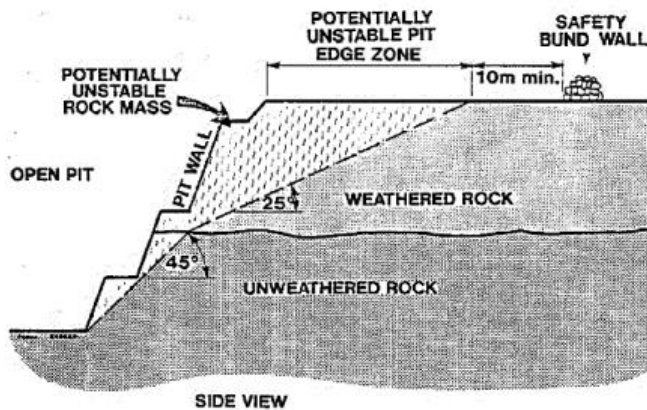 POTENTIALLY
UNSTABLE PIT
EDGE ZONE
SAFETY
BUND WALL
10m min.
POTENTIALLY
UNSTABLE
ROCK MASS
PIT WALL
OPEN PIT
25°
WEATHERED ROCK
45°
UNWEATHERED ROCK
SIDE VIEW